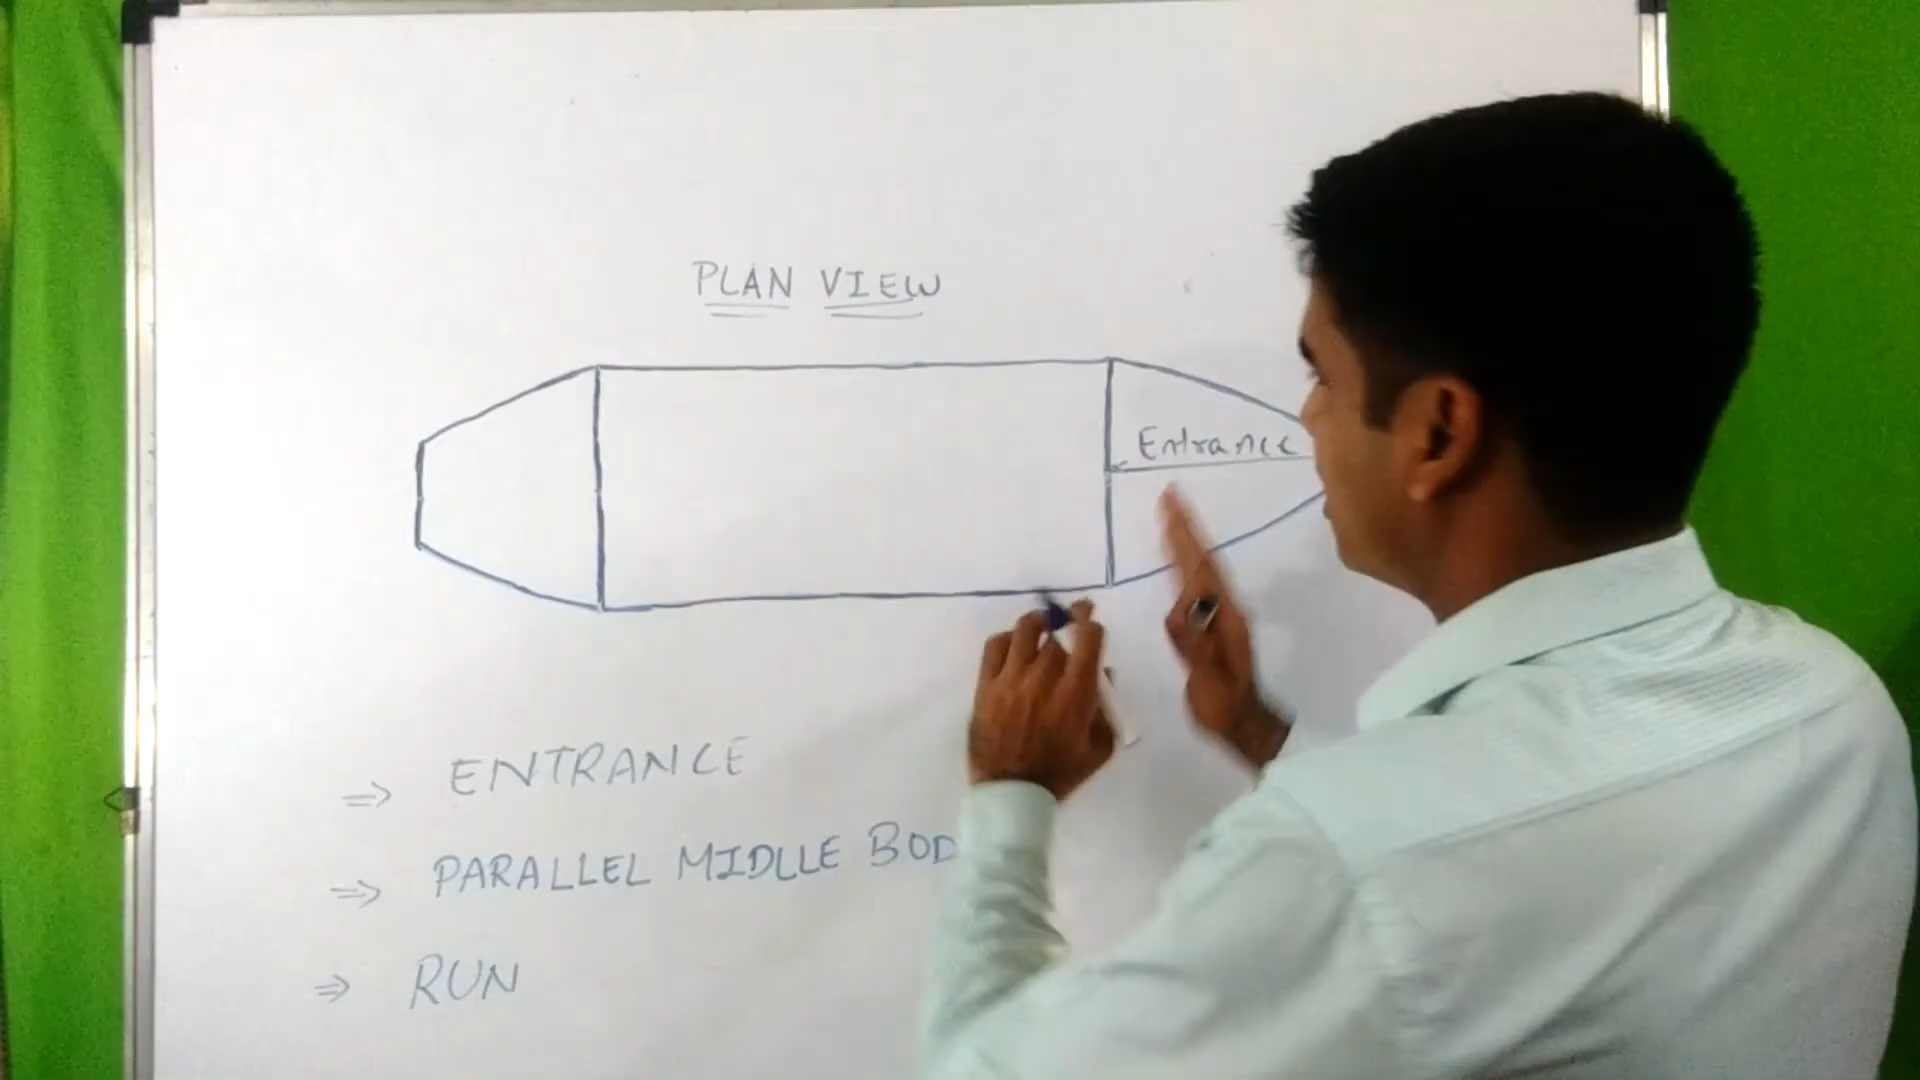 PLAN VIEW
Entrance
⇒ ENTRANCE
⇒ PARALLEL MIDLLE BOD
⇒ RUN